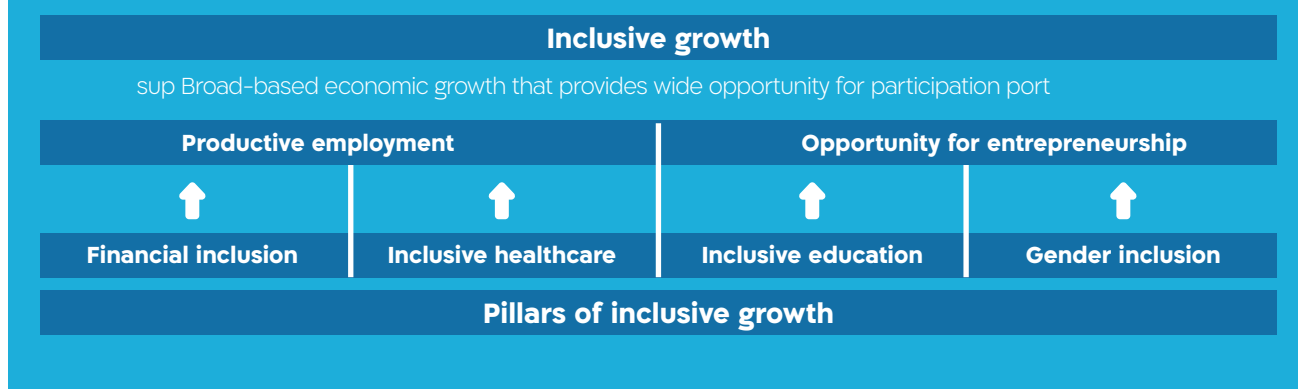 Inclusive growth
sup Broad-based economic growth that provides wide opportunity for participation port
Productive employment
Opportunity for entrepreneurship
Financial inclusion
Inclusive healthcare
Inclusive education
Gender inclusion
Pillars of inclusive growth